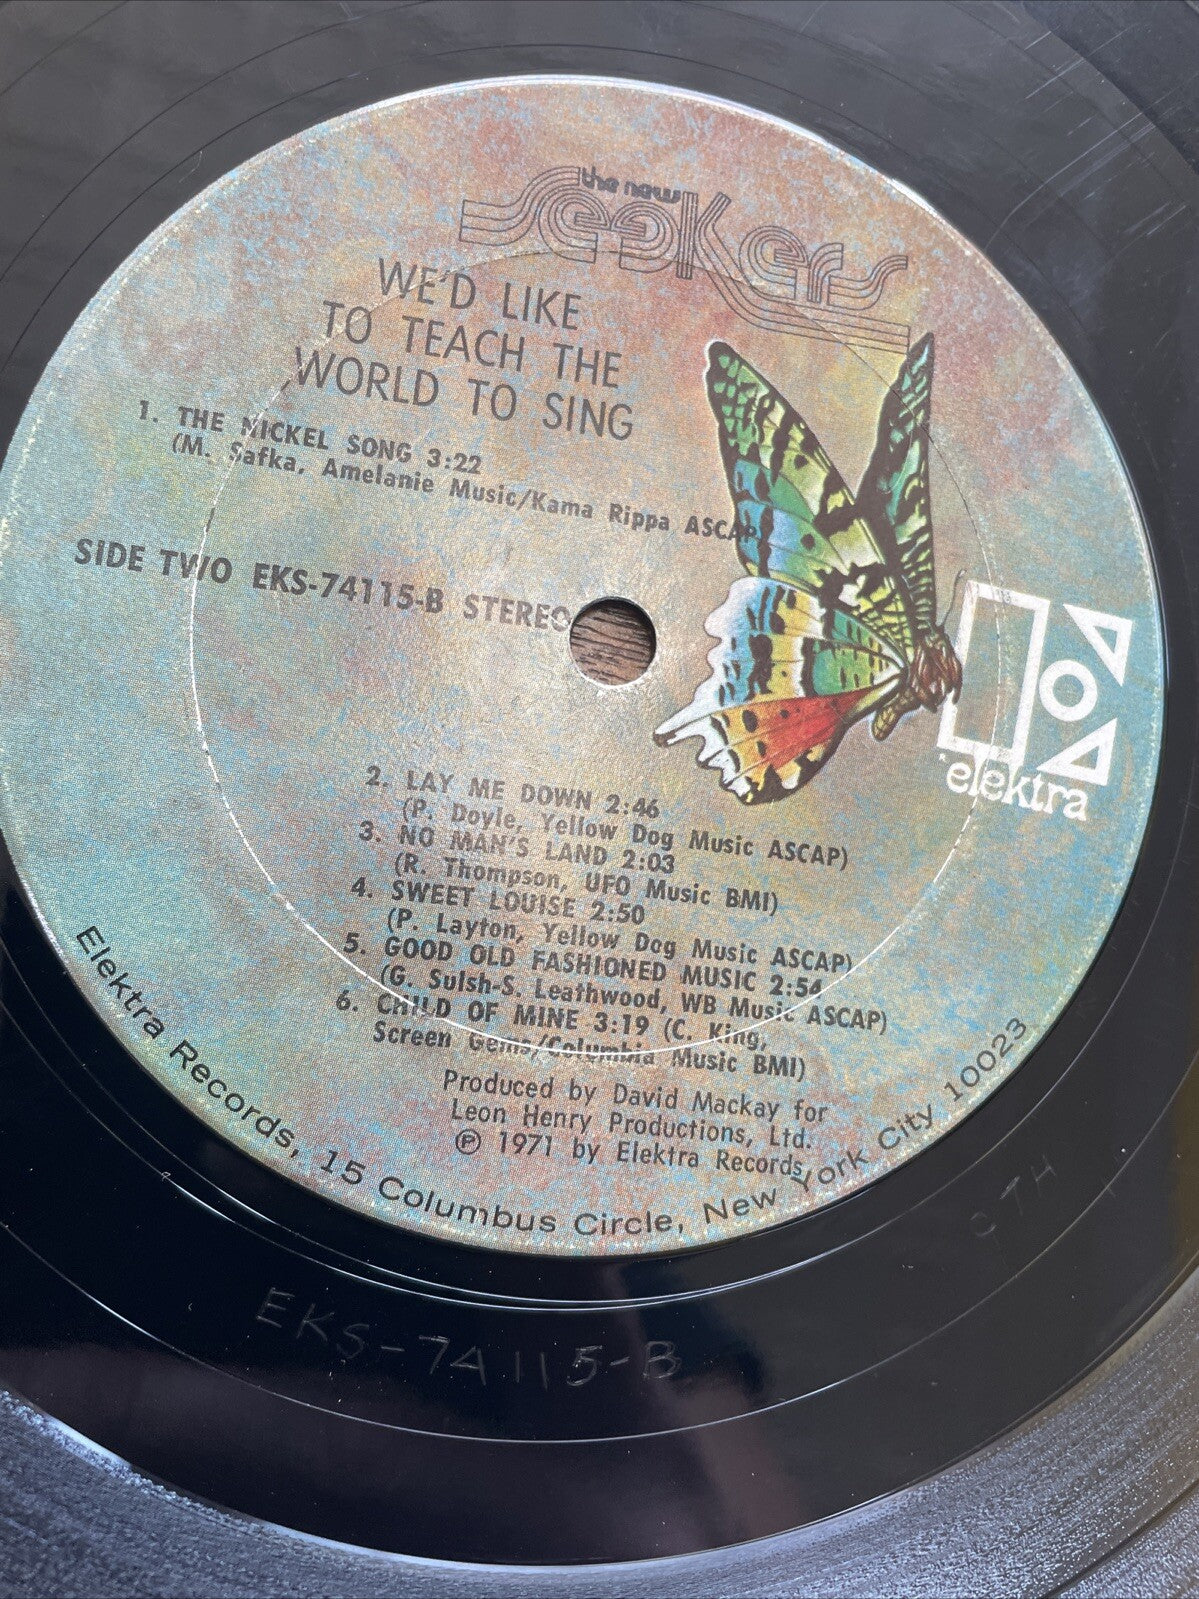 the new
Seekers
WE'D LIKE
TO TEACH THE
WORLD TO SING
1. THE NICKEL SONG 3:22
(M. Safka, Amelanie Music/Kama Rippa ASCAP)
SIDE TWO EKS-74115-B STEREO
elektra
2. LAY ME DOWN 2:46
(P. Doyle, Yellow Dog Music ASCAP)
3. NO MAN'S LAND 2:03
(R. Thompson, UFO Music BMI)
4. SWEET LOUISE 2:50
(P. Layton, Yellow Dog Music ASCAP)
5. GOOD OLD FASHIONED MUSIC 2:54
(G. Sulsh-S. Leathwood, WB Music ASCAP)
6. CHILD OF MINE 3:19 (C. King,
Screen Gems/Columbia Music BMI)
Produced by David Mackay for
Leon Henry Productions, Ltd.
℗ 1971 by Elektra Records,
Elektra Records, 15 Columbus Circle, New York City 10023
EKS-74115-B